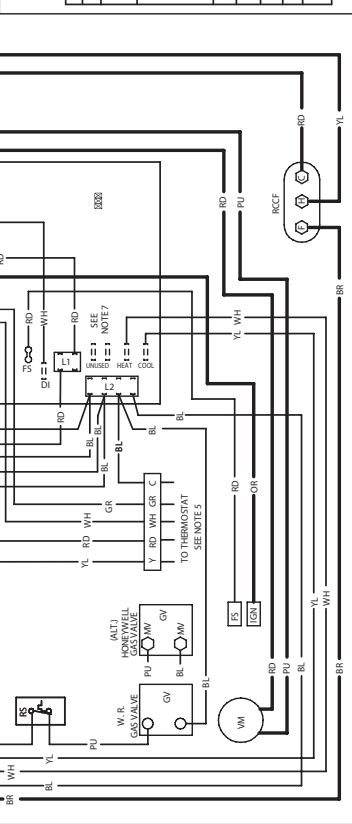 RD
YL
C
H
F
RCCF
RD
PU
RD
BR
RD
WH
RD
SEE
NOTE 7
WH
YL
FS
DI
L1
UNUSED
HEAT
COOL
L2
RD
BL
BL
BL
BL
BL
BL
GR
WH
RD
YL
C
GR
WH
RD
Y
TO THERMOSTAT
SEE NOTE 5
RD
OR
FS
IGN
YL
WH
(ALT.)
HONEYWELL
GAS VALVE
MV
GV
MV
PU
BL
W. R.
GAS VALVE
GV
BL
RD
PU
BL
BR
VM
RS
PU
YL
WH
BL
BR